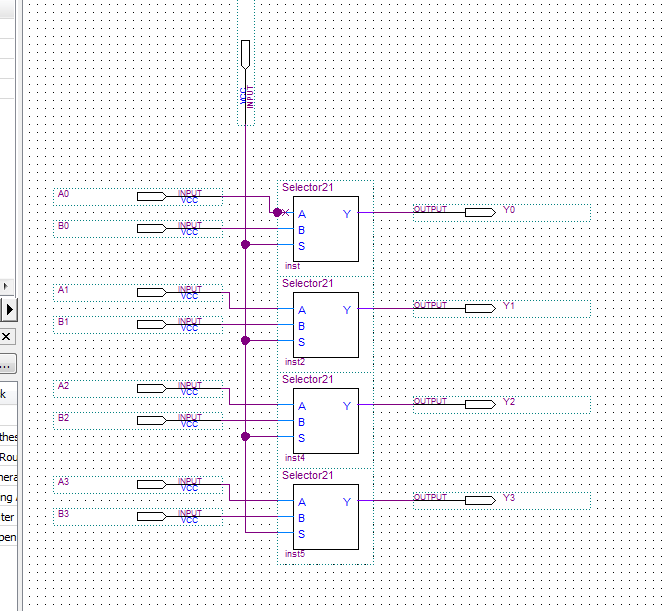 VCC
INPUT
Selector21
A0 INPUT VCC
A Y OUTPUT Y0
B0 INPUT VCC
B
S
inst
Selector21
A1 INPUT VCC
A Y OUTPUT Y1
B1 INPUT VCC
B
S
inst2
Selector21
A2 INPUT VCC
A Y OUTPUT Y2
B2 INPUT VCC
B
S
inst4
Selector21
A3 INPUT VCC
A Y OUTPUT Y3
B3 INPUT VCC
B
S
inst5
...
k
thes
Rou
nera
ng
ter
pen